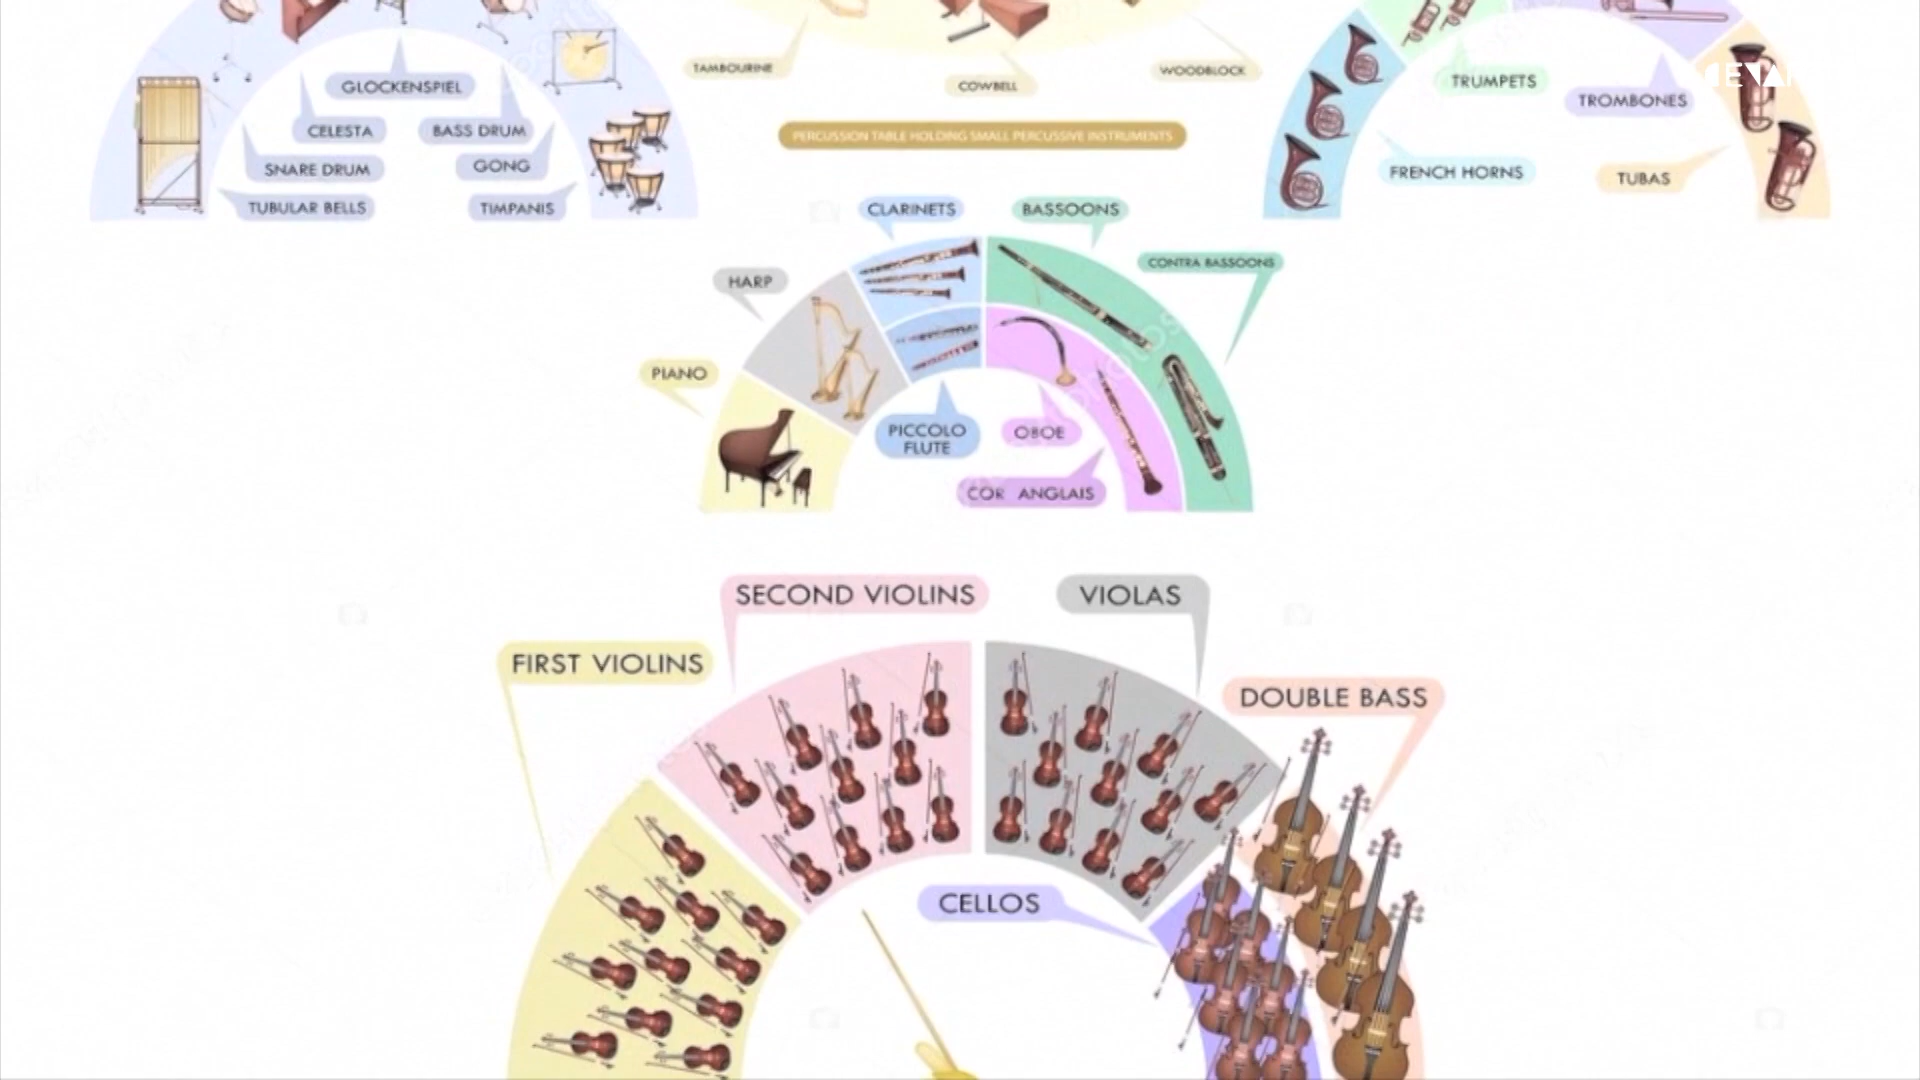 TAMBOURINE
COWBELL
WOODBLOCK
GLOCKENSPIEL
TRUMPETS
TROMBONES
CELESTA
BASS DRUM
PERCUSSION TABLE HOLDING SMALL PERCUSSIVE INSTRUMENTS
SNARE DRUM
GONG
FRENCH HORNS
TUBAS
TUBULAR BELLS
TIMPANIS
CLARINETS
BASSOONS
CONTRA BASSOONS
HARP
PIANO
PICCOLO
FLUTE
OBOE
COR ANGLAIS
SECOND VIOLINS
VIOLAS
FIRST VIOLINS
DOUBLE BASS
CELLOS